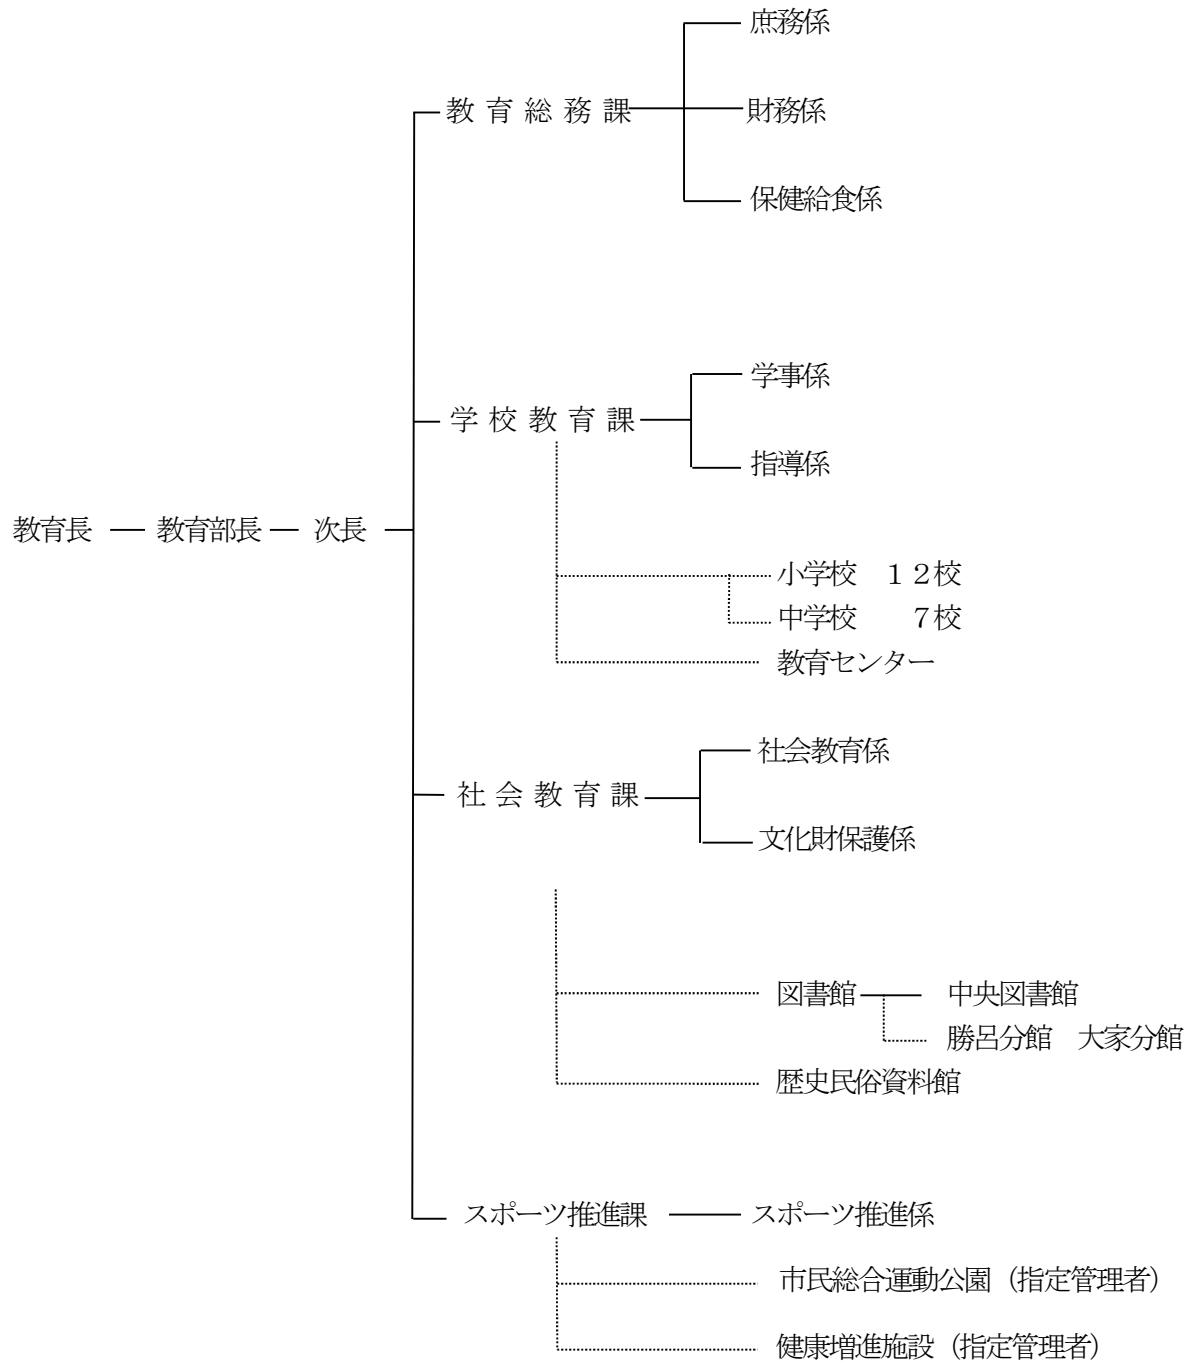 庶務係
教育総務課 財務係
保健給食係
学事係
学校教育課
指導係
教育長 教育部長 次長
小学校　１２校
中学校　　７校
教育センター
社会教育係
社会教育課
文化財保護係
図書館 中央図書館
勝呂分館　大家分館
歴史民俗資料館
スポーツ推進課 スポーツ推進係
市民総合運動公園（指定管理者）
健康増進施設（指定管理者）